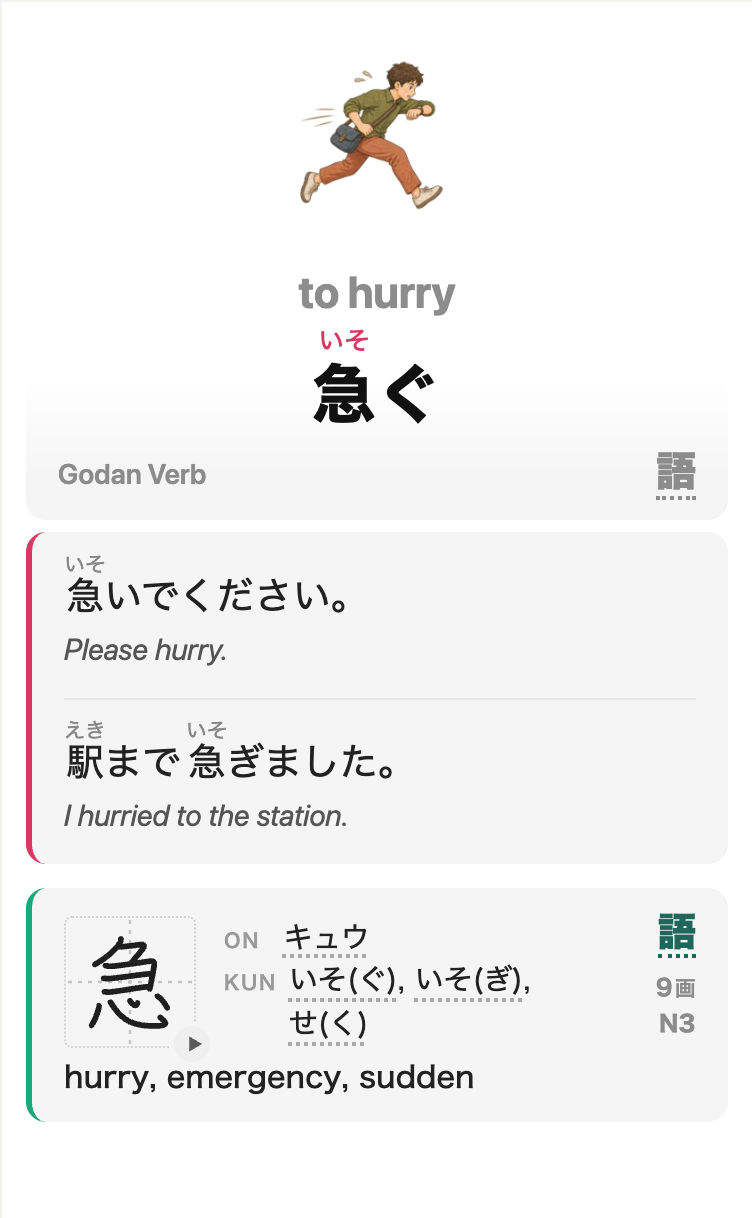 to hurry
いそ
急ぐ
Godan Verb
語
いそ
急いでください。
Please hurry.
えき いそ
駅まで 急ぎました。
I hurried to the station.
急
ON キュウ
KUN いそ(ぐ), いそ(ぎ),
せ(く)
語
9画
N3
hurry, emergency, sudden